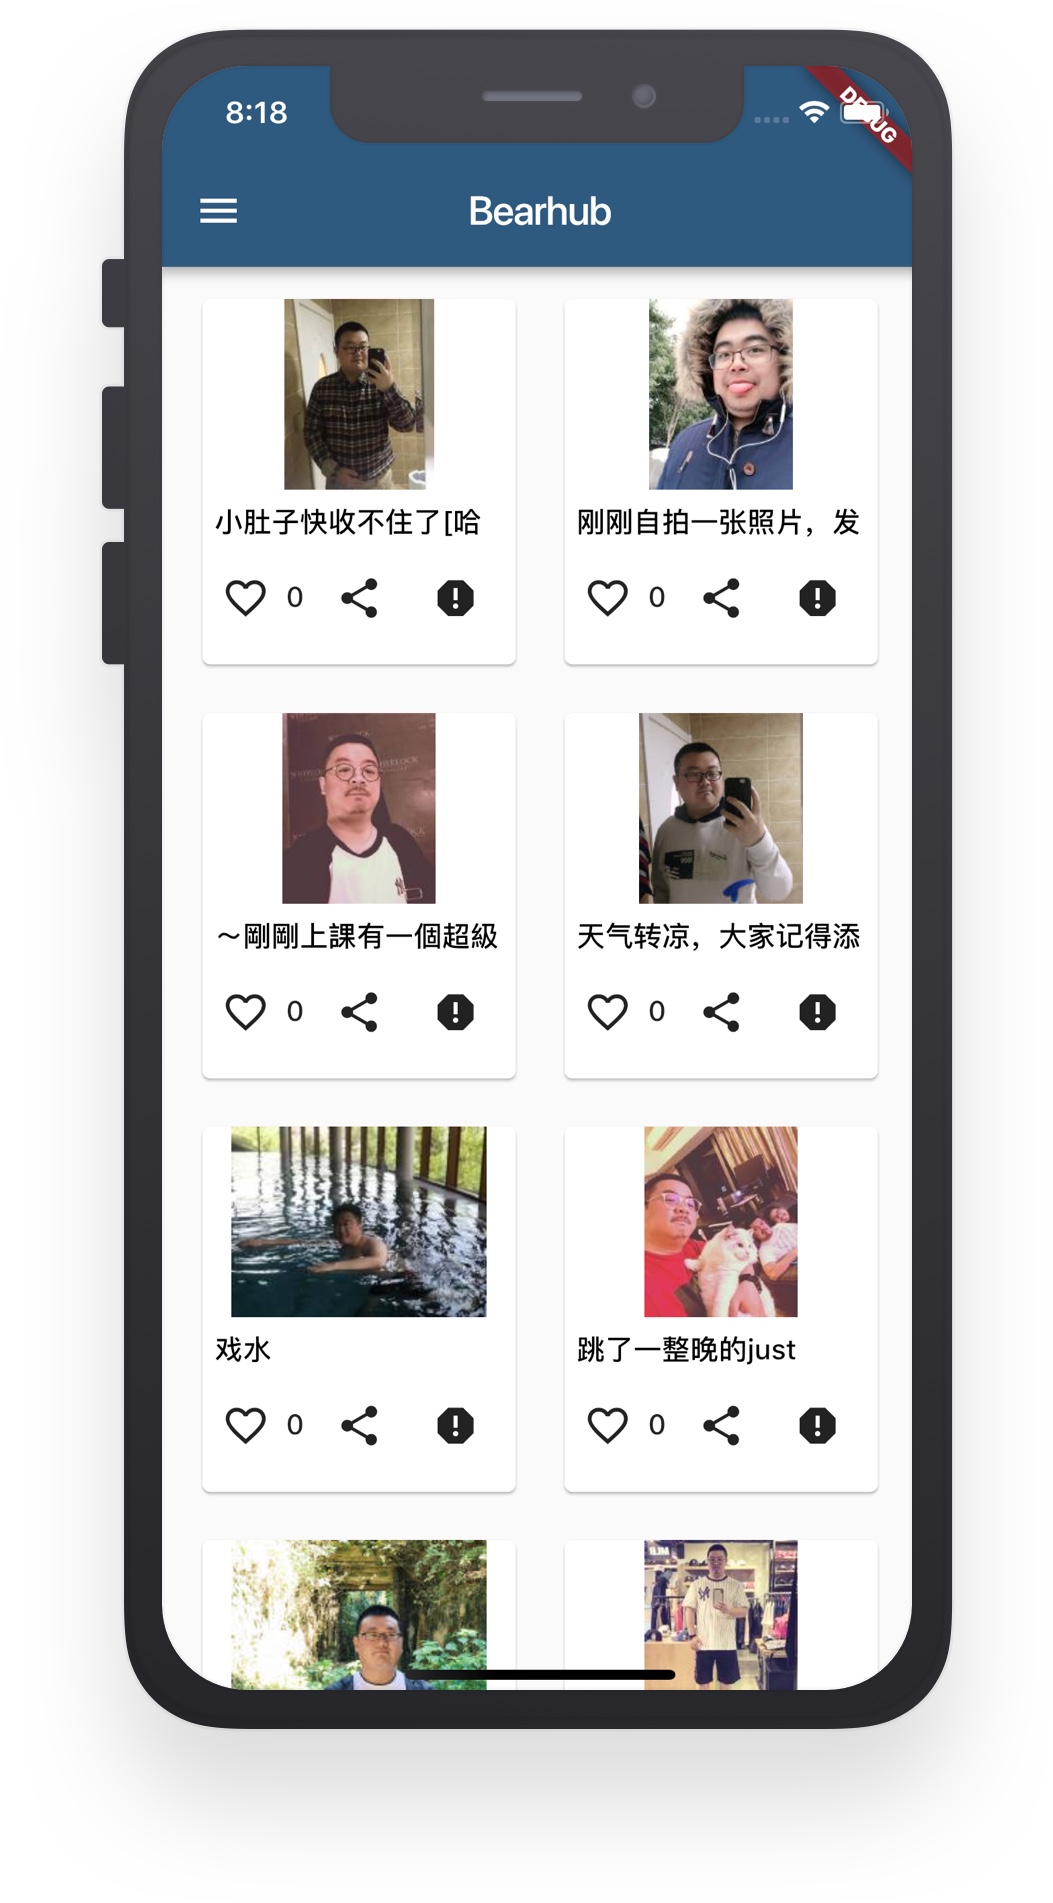 8:18
DEBUG
Bearhub
小肚子快收不住了[哈
刚刚自拍一张照片，发
0
0
～剛剛上課有一個超級
天气转凉，大家记得添
0
0
戏水
跳了一整晚的just
0
0